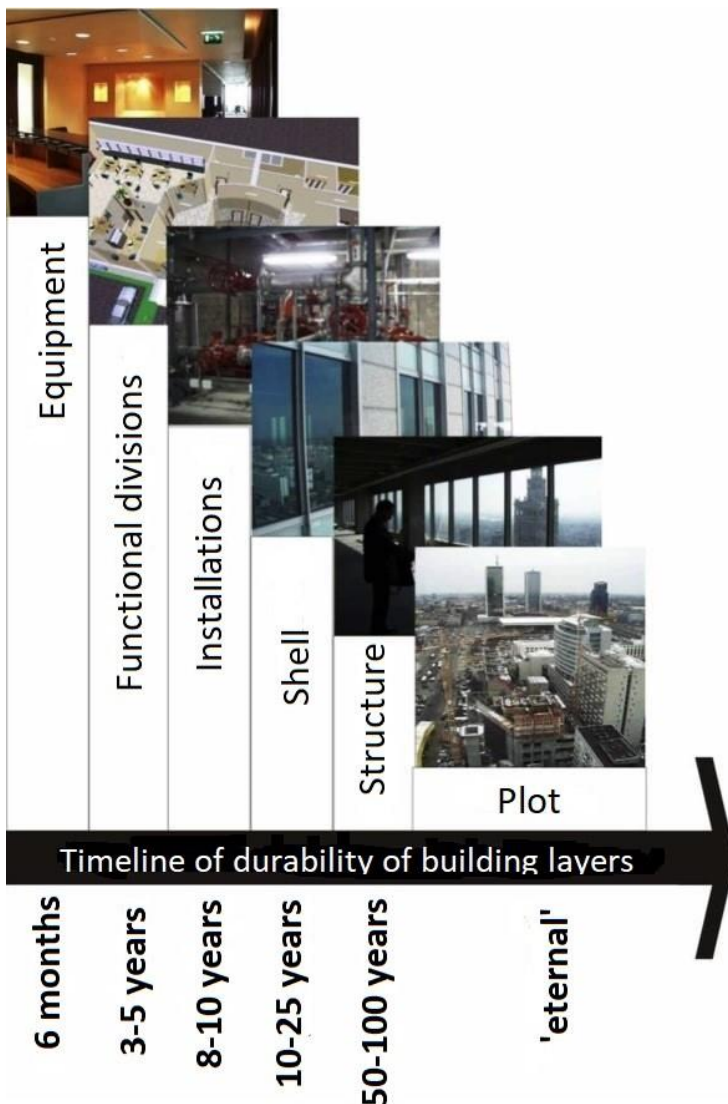 Equipment
Functional divisions
Installations
Shell
Structure
Plot
Timeline of durability of building layers
6 months
3-5 years
8-10 years
10-25 years
50-100 years
'eternal'